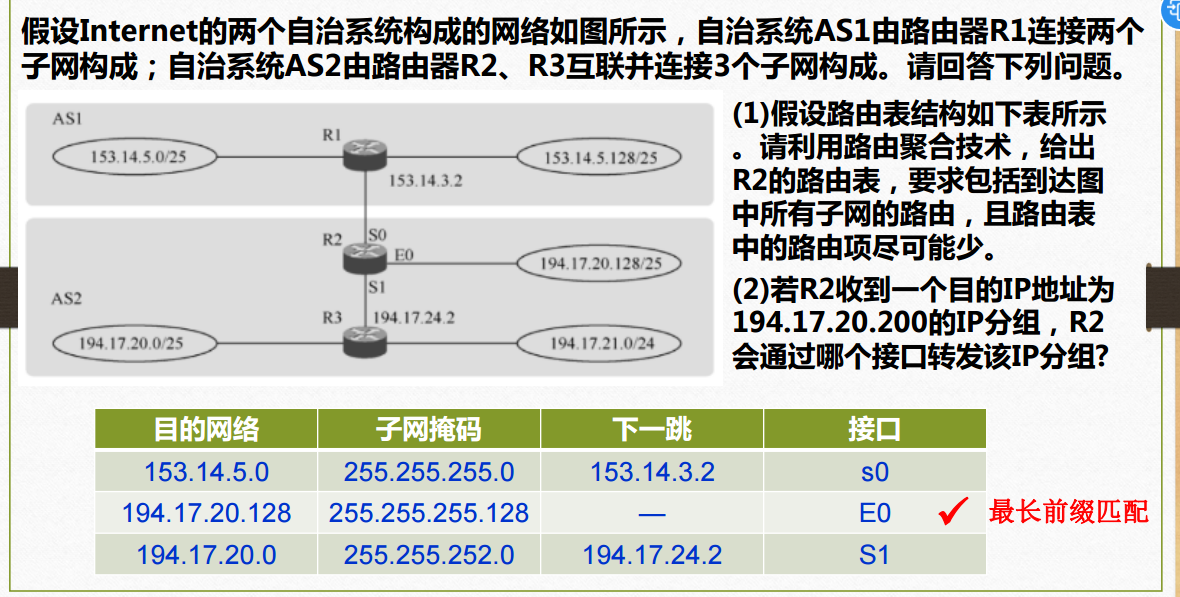 假设Internet的两个自治系统构成的网络如图所示，自治系统AS1由路由器R1连接两个
子网构成；自治系统AS2由路由器R2、R3互联并连接3个子网构成。请回答下列问题。
AS1
R1
153.14.5.0/25
153.14.5.128/25
153.14.3.2
R2
S0
E0
194.17.20.128/25
S1
AS2
R3
194.17.24.2
194.17.20.0/25
194.17.21.0/24
(1)假设路由表结构如下表所示
。请利用路由聚合技术，给出
R2的路由表，要求包括到达图
中所有子网的路由，且路由表
中的路由项尽可能少。
(2)若R2收到一个目的IP地址为
194.17.20.200的IP分组，R2
会通过哪个接口转发该IP分组?
目的网络 子网掩码 下一跳 接口
153.14.5.0 255.255.255.0 153.14.3.2 s0
194.17.20.128 255.255.255.128 — E0 ✓ 最长前缀匹配
194.17.20.0 255.255.252.0 194.17.24.2 S1